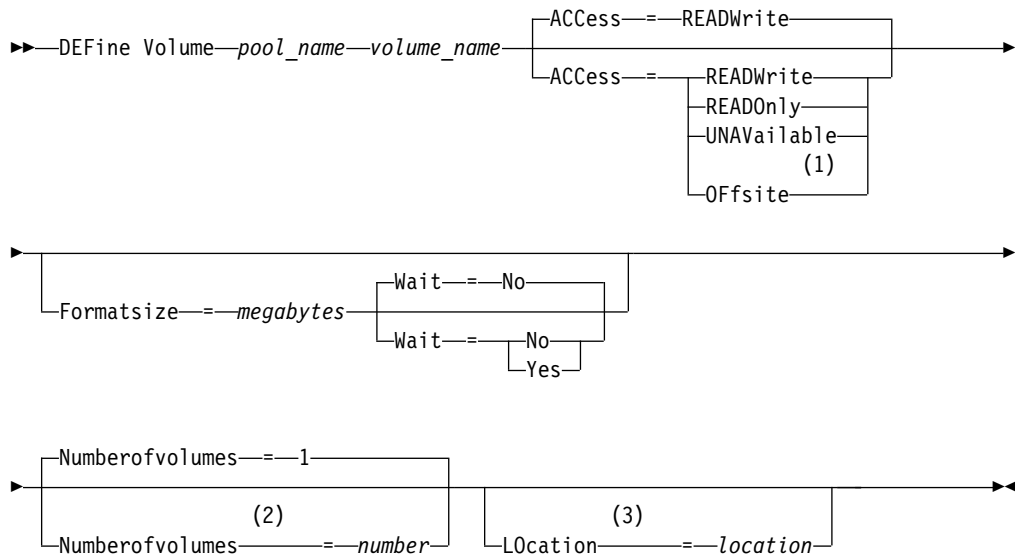 ACCess = READWrite
DEFine Volume pool_name volume_name
ACCess = READWrite
READOnly
UNAVailable
(1)
OFfsite
Wait = No
Formatsize = megabytes
Wait = No
Yes
Numberofvolumes = 1
(2) (3)
Numberofvolumes = number LOcation = location